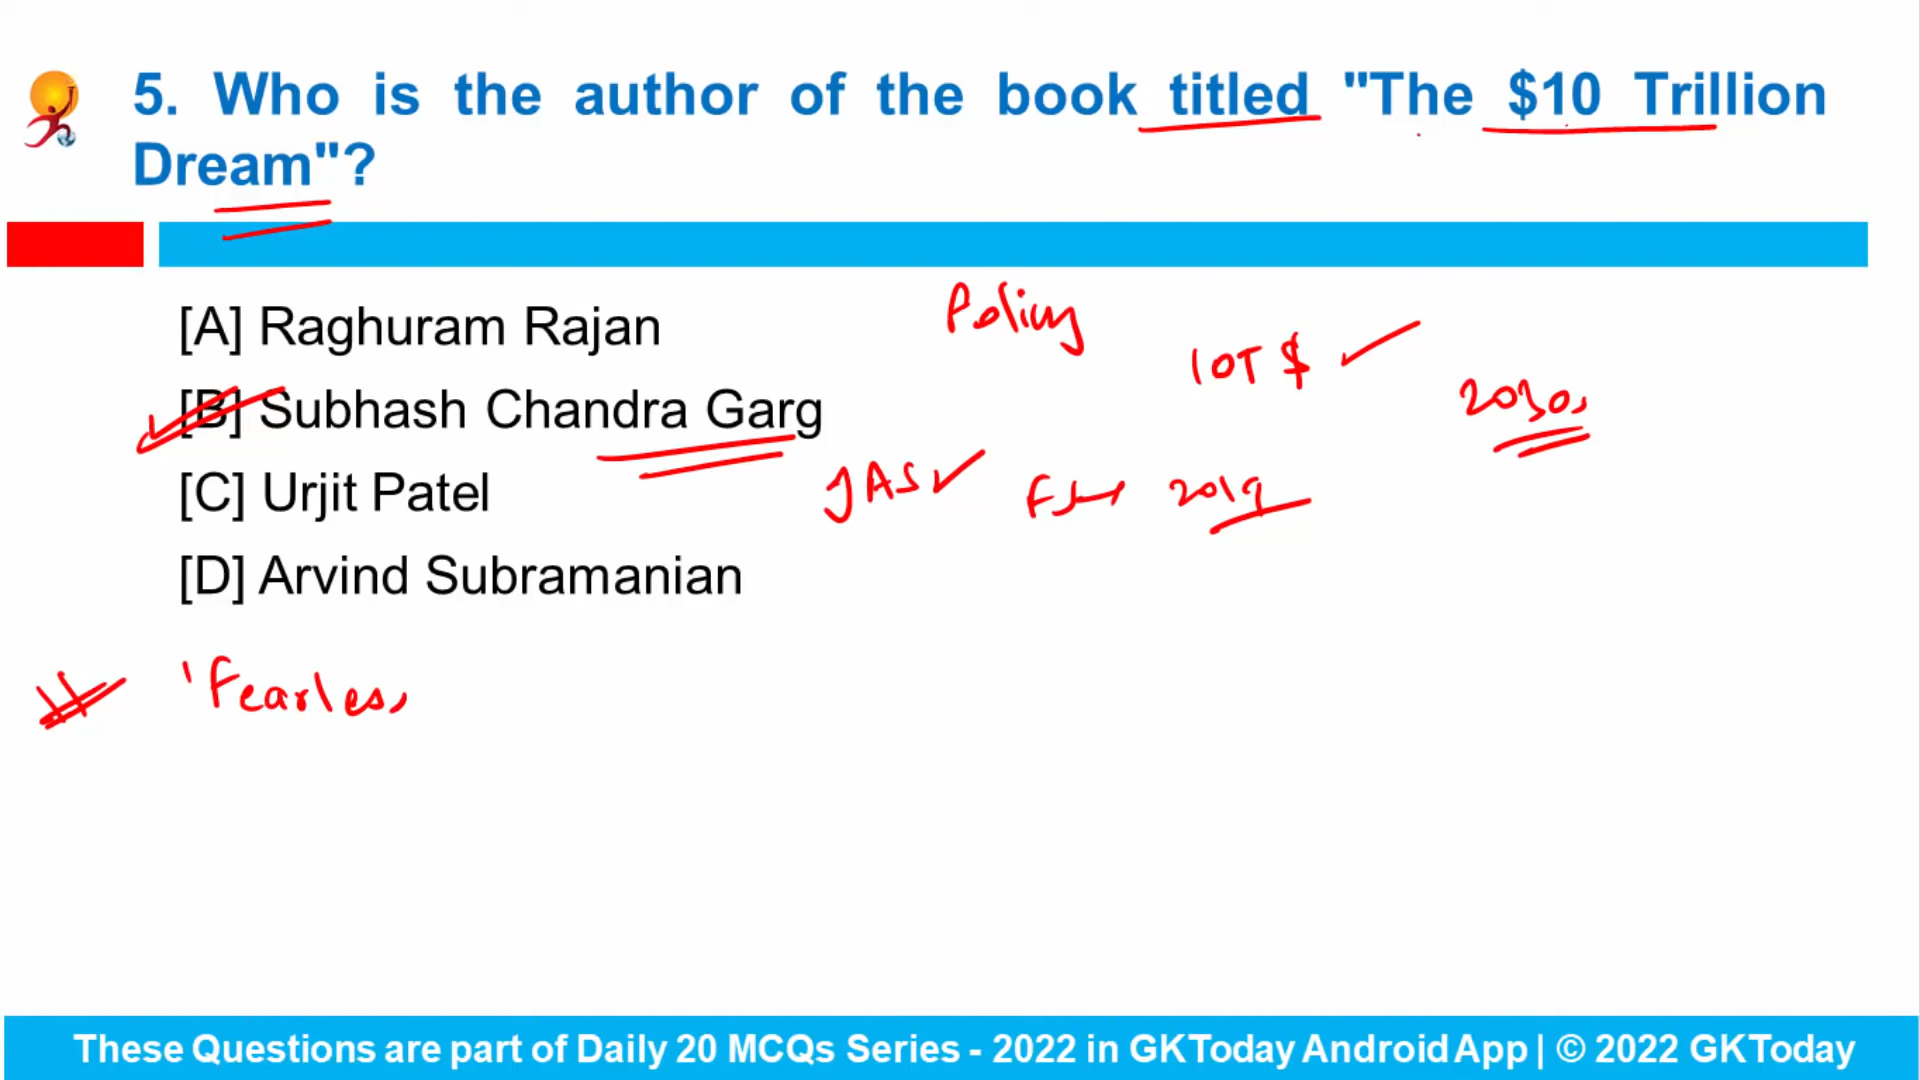 5. Who is the author of the book titled "The $10 Trillion
Dream"?
[A] Raghuram Rajan
Policy
10T $
[B] Subhash Chandra Garg
2030s
[C] Urjit Patel
IAS
2019
[D] Arvind Subramanian
'Fearless
These Questions are part of Daily 20 MCQs Series - 2022 in GKToday Android App | © 2022 GKToday